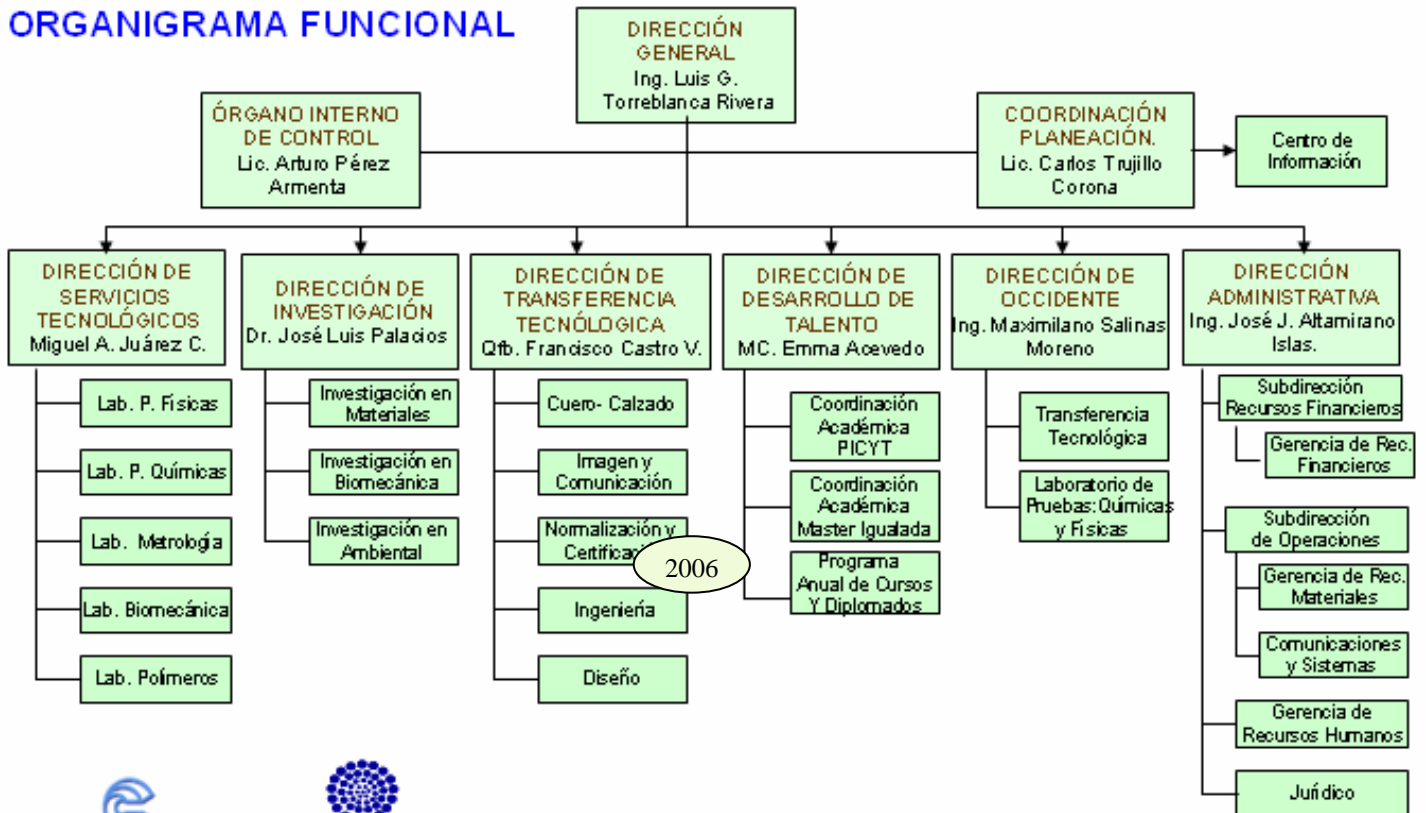 ORGANIGRAMA FUNCIONAL
DIRECCIÓN
GENERAL
Ing. Luis G.
Torreblanca Rivera
ÓRGANO INTERNO
DE CONTROL
Lic. Arturo Pérez
Armenta
COORDINACIÓN
PLANEACIÓN.
Lic. Carlos Trujillo
Corona
Centro de
Información
DIRECCIÓN DE
SERVICIOS
TECNOLÓGICOS
Miguel A. Juárez C.
Lab. P. Físicas
Lab. P. Químicas
Lab. Metrología
Lab. Biomecánica
Lab. Polímeros
DIRECCIÓN DE
INVESTIGACIÓN
Dr. José Luis Palacios
Investigación en
Materiales
Investigación en
Biomecánica
Investigación en
Ambiental
DIRECCIÓN DE
TRANSFERENCIA
TECNÓLOGICA
Qfb. Francisco Castro V.
Cuero- Calzado
Imagen y
Comunicación
Normalización y
Certificación
2006
Ingeniería
Diseño
DIRECCIÓN DE
DESARROLLO DE
TALENTO
MC. Emma Acevedo
Coordinación
Académica
PICYT
Coordinación
Académica
Master Igualada
Programa
Anual de Cursos
Y Diplomados
DIRECCIÓN DE
OCCIDENTE
Ing. Maximilano Salinas
Moreno
Transferencia
Tecnológica
Laboratorio de
Pruebas: Químicas
y Físicas
DIRECCIÓN
ADMINISTRATIVA
Ing. José J. Altamirano
Islas.
Subdirección
Recursos Financieros
Gerencia de Rec.
Financieros
Subdirección
de Operaciones
Gerencia de Rec.
Materiales
Comunicaciones
y Sistemas
Gerencia de
Recursos Humanos
Jurídico